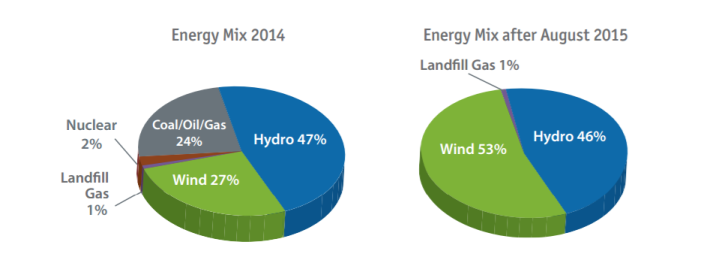 Energy Mix 2014
Coal/Oil/Gas
24%
Hydro 47%
Nuclear
2%
Wind 27%
Landfill
Gas
1%
Energy Mix after August 2015
Landfill Gas 1%
Wind 53%
Hydro 46%